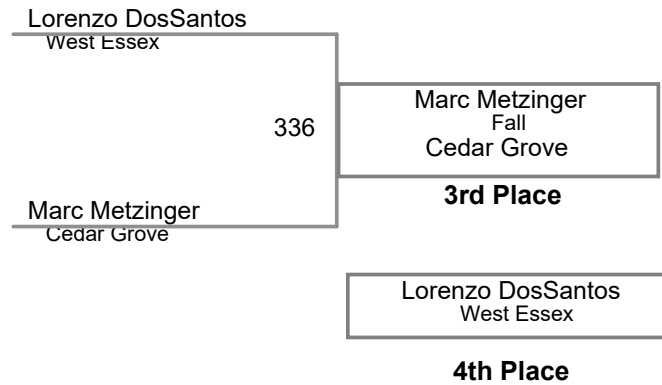 Lorenzo DosSantos
West Essex
336
Marc Metzinger
Fall
Cedar Grove
3rd Place
Marc Metzinger
Cedar Grove
Lorenzo DosSantos
West Essex
4th Place